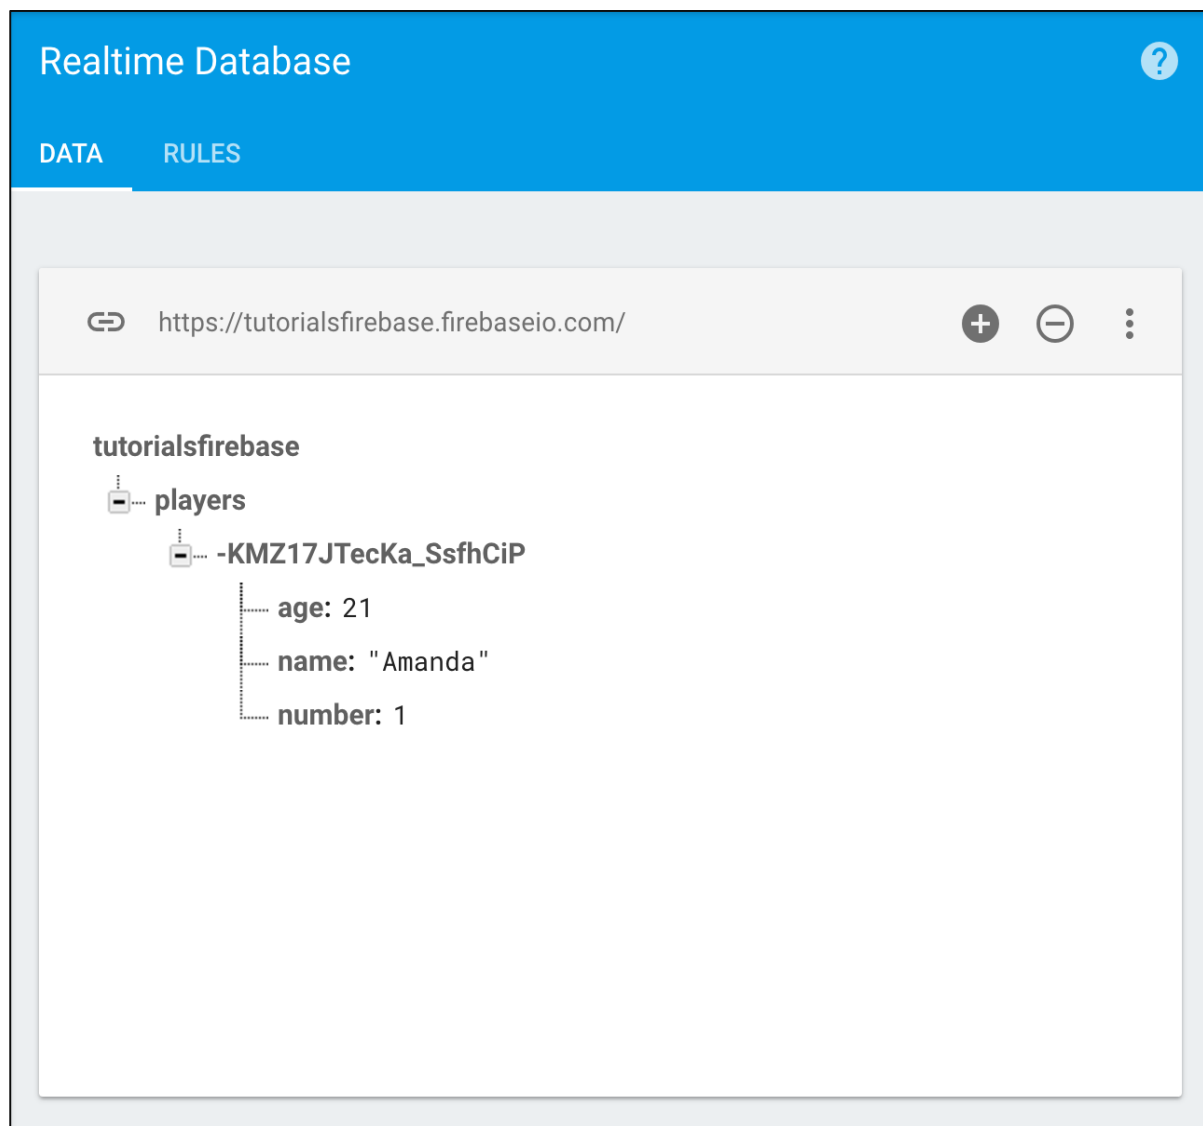 Realtime Database
?
DATA RULES
https://tutorialsfirebase.firebaseio.com/
tutorialsfirebase
players
-KMZ17JTecKa_SsfhCiP
age: 21
name: "Amanda"
number: 1